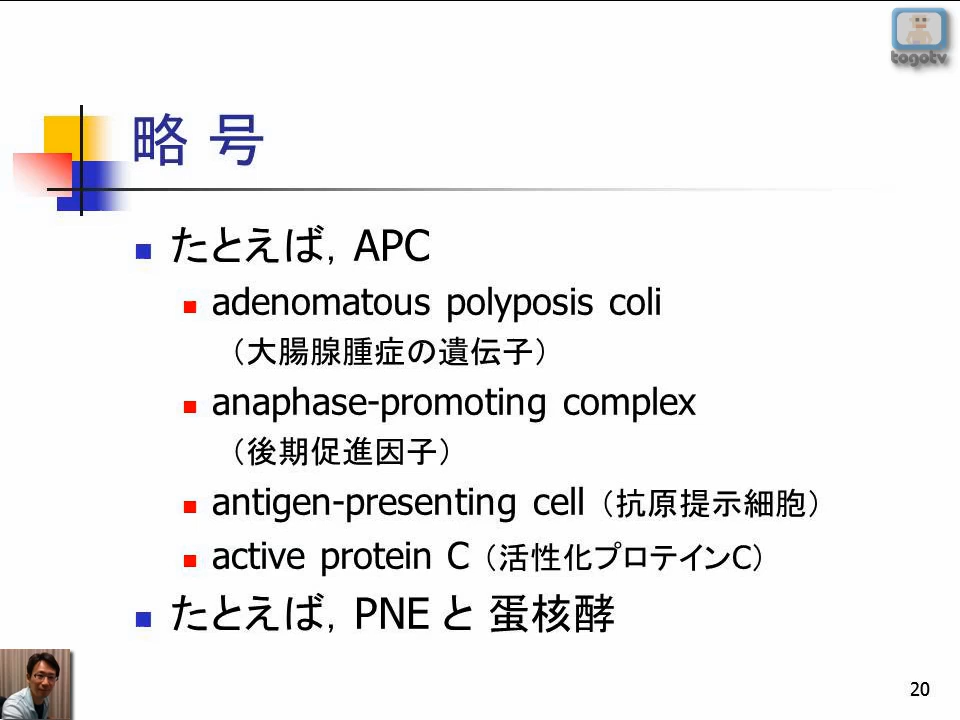 togotv
略 号
たとえば，APC
adenomatous polyposis coli
（大腸腺腫症の遺伝子）
anaphase-promoting complex
（後期促進因子）
antigen-presenting cell（抗原提示細胞）
active protein C（活性化プロテインC）
たとえば，PNE と 蛋核酵
20